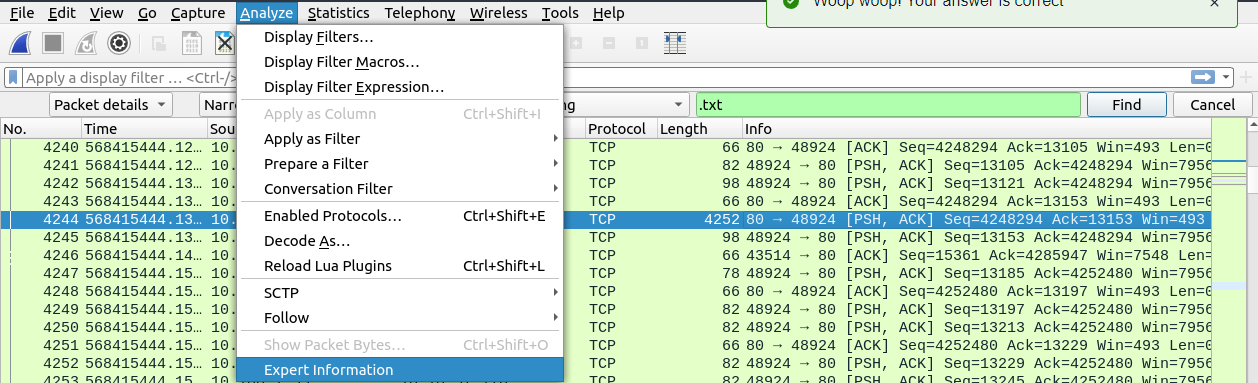 File Edit View Go Capture Analyze Statistics Telephony Wireless Tools Help
Woop woop! Your answer is correct
Display Filters…
Display Filter Macros…
Display Filter Expression…
Apply as Column Ctrl+Shift+I
Apply as Filter
Prepare a Filter
Conversation Filter
Enabled Protocols… Ctrl+Shift+E
Decode As…
Reload Lua Plugins Ctrl+Shift+L
SCTP
Follow
Show Packet Bytes… Ctrl+Shift+O
Expert Information
Apply a display filter … <Ctrl-/>
Packet details Narr ng .txt Find Cancel
No. Time Sou Protocol Length Info
4240 568415444.12… 10. TCP 66 80 → 48924 [ACK] Seq=4248294 Ack=13105 Win=493 Len=0
4241 568415444.12… 10. TCP 82 48924 → 80 [PSH, ACK] Seq=13105 Ack=4248294 Win=7956
4242 568415444.13… 10. TCP 98 48924 → 80 [PSH, ACK] Seq=13121 Ack=4248294 Win=7956
4243 568415444.13… 10. TCP 66 80 → 48924 [ACK] Seq=4248294 Ack=13153 Win=493 Len=0
4244 568415444.13… 10. TCP 4252 80 → 48924 [PSH, ACK] Seq=4248294 Ack=13153 Win=493
4245 568415444.13… 10. TCP 98 48924 → 80 [PSH, ACK] Seq=13153 Ack=4248294 Win=7956
4246 568415444.14… 10. TCP 66 43514 → 80 [ACK] Seq=15361 Ack=4285947 Win=7548 Len=
4247 568415444.15… 10. TCP 78 48924 → 80 [PSH, ACK] Seq=13185 Ack=4252480 Win=7956
4248 568415444.15… 10. TCP 66 80 → 48924 [ACK] Seq=4252480 Ack=13197 Win=493 Len=0
4249 568415444.15… 10. TCP 82 48924 → 80 [PSH, ACK] Seq=13197 Ack=4252480 Win=7956
4250 568415444.15… 10. TCP 82 48924 → 80 [PSH, ACK] Seq=13213 Ack=4252480 Win=7956
4251 568415444.15… 10. TCP 66 80 → 48924 [ACK] Seq=4252480 Ack=13229 Win=493 Len=0
4252 568415444.15… 10. TCP 82 48924 → 80 [PSH, ACK] Seq=13229 Ack=4252480 Win=7956
4253 568415444.15… TCP 82 48924 → 80 [PSH, ACK] Seq=13245 Ack=4252480 Win=7956